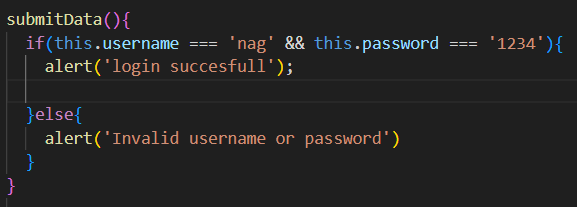 submitData(){
if(this.username === 'nag' && this.password === '1234'){
alert('login succesfull');
}else{
alert('Invalid username or password')
}
}